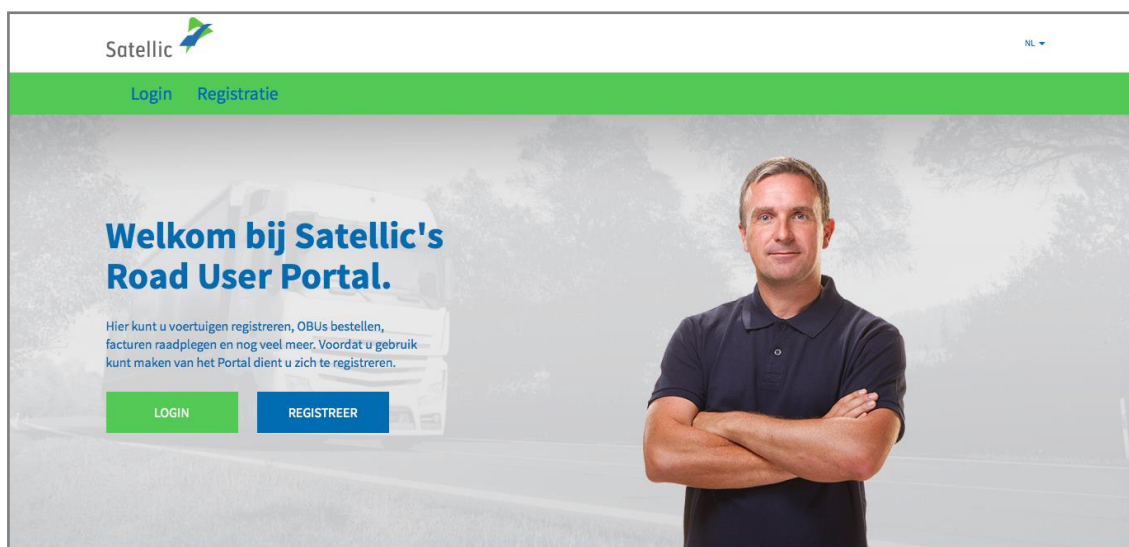 Satellic
NL
Login Registratie
Welkom bij Satellic's
Road User Portal.
Hier kunt u voertuigen registreren, OBUs bestellen,
facturen raadplegen en nog veel meer. Voordat u gebruik
kunt maken van het Portal dient u zich te registreren.
LOGIN REGISTREER